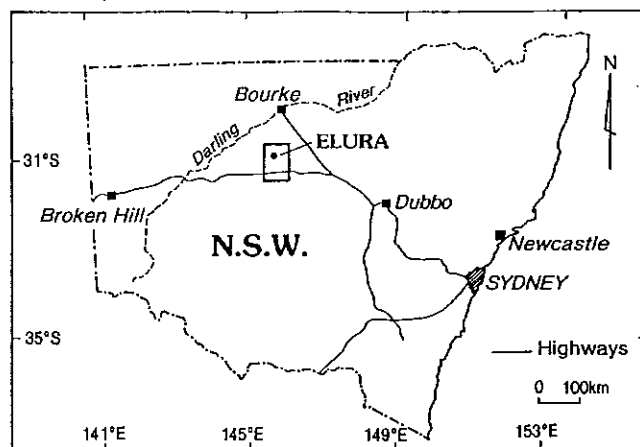 N
Bourke
River
Darling
ELURA
31°S
Broken Hill
Dubbo
N.S.W.
Newcastle
SYDNEY
35°S
Highways
0 100km
141°E 145°E 149°E 153°E